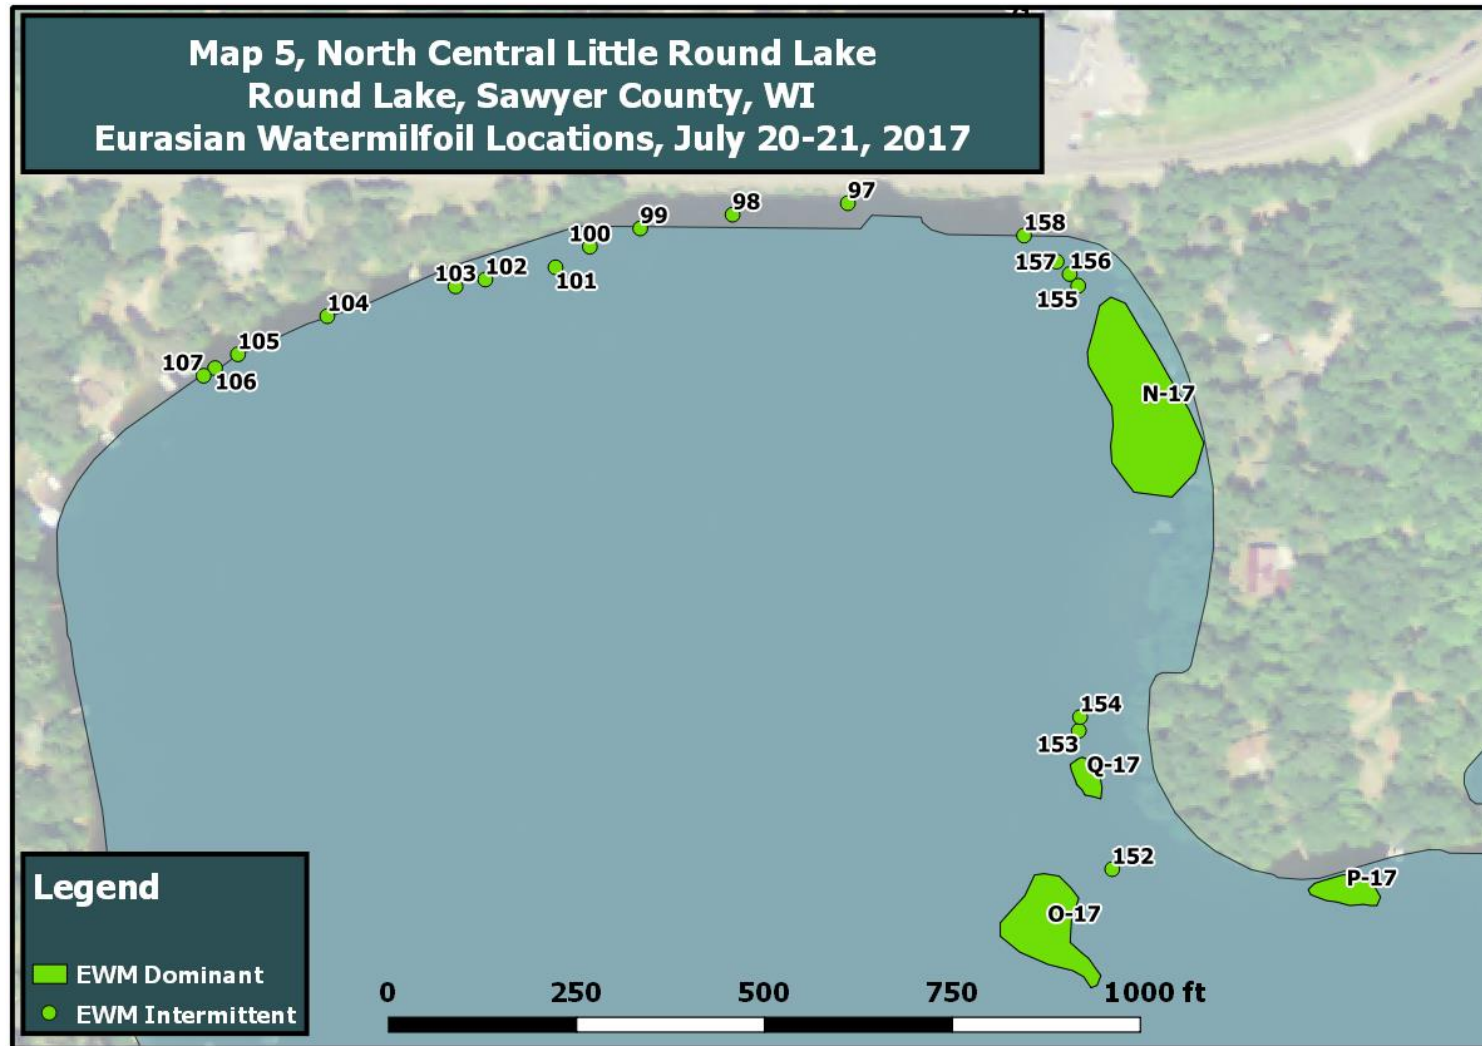 Map 5, North Central Little Round Lake
Round Lake, Sawyer County, WI
Eurasian Watermilfoil Locations, July 20-21, 2017
97
98
99
100
101
102
103
104
105
106
107
158
157
156
155
N-17
154
153
Q-17
152
P-17
O-17
Legend
EWM Dominant
EWM Intermittent
0 250 500 750 1000 ft